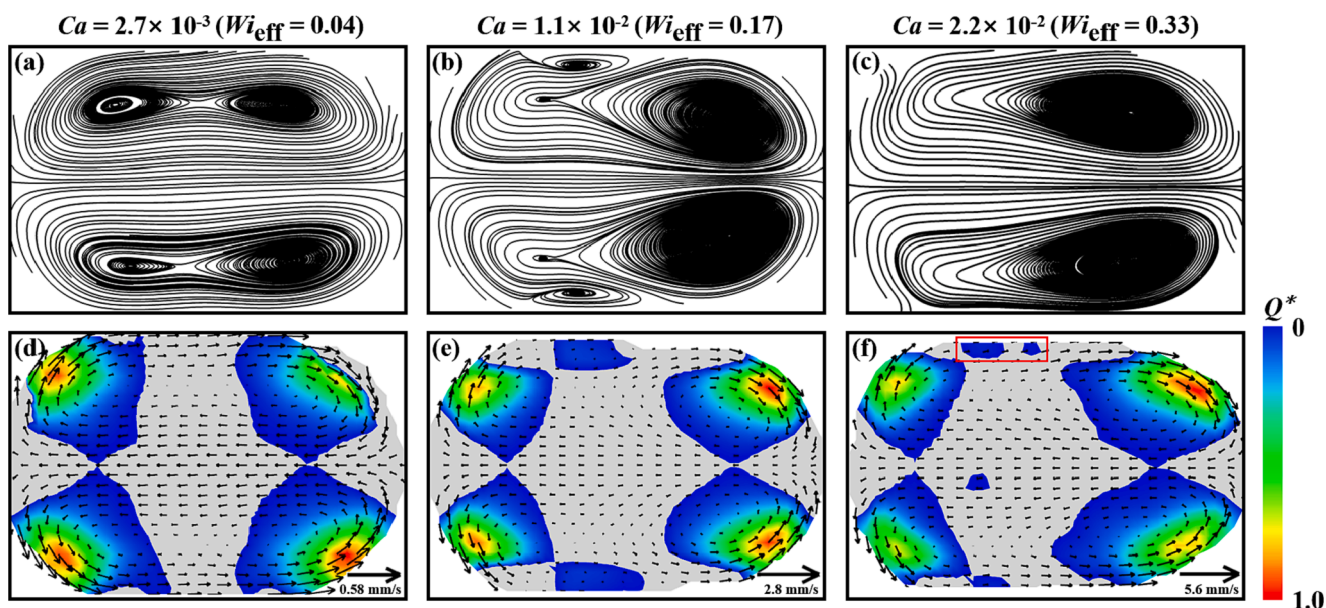 Ca = 2.7× 10⁻³ (Wi_eff = 0.04)
Ca = 1.1× 10⁻² (Wi_eff = 0.17)
Ca = 2.2× 10⁻² (Wi_eff = 0.33)
(a)
(b)
(c)
Q*
0
1.0
(d)
0.58 mm/s
(e)
2.8 mm/s
(f)
5.6 mm/s